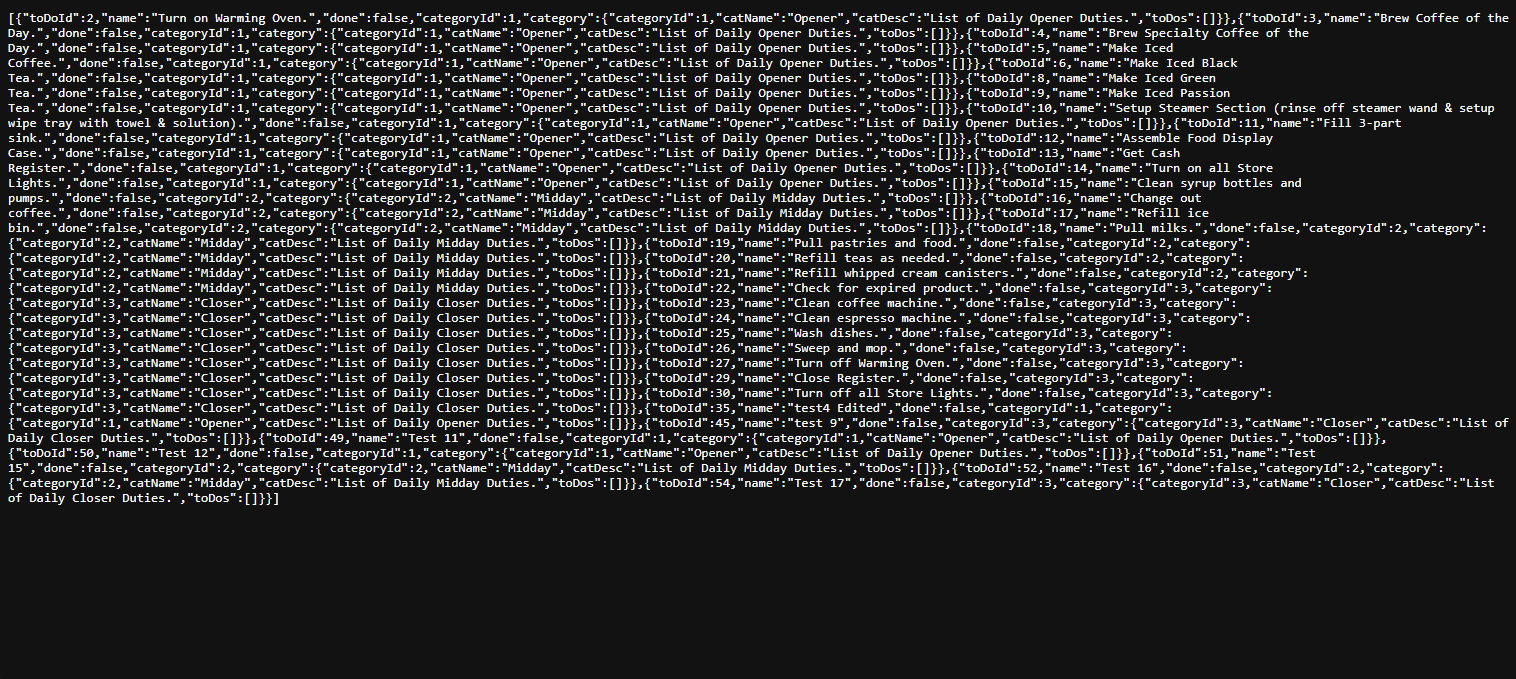 [{"toDoId":2,"name":"Turn on Warming Oven.","done":false,"categoryId":1,"category":{"categoryId":1,"catName":"Opener","catDesc":"List of Daily Opener Duties.","toDos":[]}},{"toDoId":3,"name":"Brew Coffee of the
Day.","done":false,"categoryId":1,"category":{"categoryId":1,"catName":"Opener","catDesc":"List of Daily Opener Duties.","toDos":[]}},{"toDoId":4,"name":"Brew Specialty Coffee of the
Day.","done":false,"categoryId":1,"category":{"categoryId":1,"catName":"Opener","catDesc":"List of Daily Opener Duties.","toDos":[]}},{"toDoId":5,"name":"Make Iced
Coffee.","done":false,"categoryId":1,"category":{"categoryId":1,"catName":"Opener","catDesc":"List of Daily Opener Duties.","toDos":[]}},{"toDoId":6,"name":"Make Iced Black
Tea.","done":false,"categoryId":1,"category":{"categoryId":1,"catName":"Opener","catDesc":"List of Daily Opener Duties.","toDos":[]}},{"toDoId":8,"name":"Make Iced Green
Tea.","done":false,"categoryId":1,"category":{"categoryId":1,"catName":"Opener","catDesc":"List of Daily Opener Duties.","toDos":[]}},{"toDoId":9,"name":"Make Iced Passion
Tea.","done":false,"categoryId":1,"category":{"categoryId":1,"catName":"Opener","catDesc":"List of Daily Opener Duties.","toDos":[]}},{"toDoId":10,"name":"Setup Steamer Section (rinse off steamer wand & setup
wipe tray with towel & solution).","done":false,"categoryId":1,"category":{"categoryId":1,"catName":"Opener","catDesc":"List of Daily Opener Duties.","toDos":[]}},{"toDoId":11,"name":"Fill 3-part
sink.","done":false,"categoryId":1,"category":{"categoryId":1,"catName":"Opener","catDesc":"List of Daily Opener Duties.","toDos":[]}},{"toDoId":12,"name":"Assemble Food Display
Case.","done":false,"categoryId":1,"category":{"categoryId":1,"catName":"Opener","catDesc":"List of Daily Opener Duties.","toDos":[]}},{"toDoId":13,"name":"Get Cash
Register.","done":false,"categoryId":1,"category":{"categoryId":1,"catName":"Opener","catDesc":"List of Daily Opener Duties.","toDos":[]}},{"toDoId":14,"name":"Turn on all Store
Lights.","done":false,"categoryId":1,"category":{"categoryId":1,"catName":"Opener","catDesc":"List of Daily Opener Duties.","toDos":[]}},{"toDoId":15,"name":"Clean syrup bottles and
pumps.","done":false,"categoryId":2,"category":{"categoryId":2,"catName":"Midday","catDesc":"List of Daily Midday Duties.","toDos":[]}},{"toDoId":16,"name":"Change out
coffee.","done":false,"categoryId":2,"category":{"categoryId":2,"catName":"Midday","catDesc":"List of Daily Midday Duties.","toDos":[]}},{"toDoId":17,"name":"Refill ice
bin.","done":false,"categoryId":2,"category":{"categoryId":2,"catName":"Midday","catDesc":"List of Daily Midday Duties.","toDos":[]}},{"toDoId":18,"name":"Pull milks.","done":false,"categoryId":2,"category":
{"categoryId":2,"catName":"Midday","catDesc":"List of Daily Midday Duties.","toDos":[]}},{"toDoId":19,"name":"Pull pastries and food.","done":false,"categoryId":2,"category":
{"categoryId":2,"catName":"Midday","catDesc":"List of Daily Midday Duties.","toDos":[]}},{"toDoId":20,"name":"Refill teas as needed.","done":false,"categoryId":2,"category":
{"categoryId":2,"catName":"Midday","catDesc":"List of Daily Midday Duties.","toDos":[]}},{"toDoId":21,"name":"Refill whipped cream canisters.","done":false,"categoryId":2,"category":
{"categoryId":2,"catName":"Midday","catDesc":"List of Daily Midday Duties.","toDos":[]}},{"toDoId":22,"name":"Check for expired product.","done":false,"categoryId":3,"category":
{"categoryId":3,"catName":"Closer","catDesc":"List of Daily Closer Duties.","toDos":[]}},{"toDoId":23,"name":"Clean coffee machine.","done":false,"categoryId":3,"category":
{"categoryId":3,"catName":"Closer","catDesc":"List of Daily Closer Duties.","toDos":[]}},{"toDoId":24,"name":"Clean espresso machine.","done":false,"categoryId":3,"category":
{"categoryId":3,"catName":"Closer","catDesc":"List of Daily Closer Duties.","toDos":[]}},{"toDoId":25,"name":"Wash dishes.","done":false,"categoryId":3,"category":
{"categoryId":3,"catName":"Closer","catDesc":"List of Daily Closer Duties.","toDos":[]}},{"toDoId":26,"name":"Sweep and mop.","done":false,"categoryId":3,"category":
{"categoryId":3,"catName":"Closer","catDesc":"List of Daily Closer Duties.","toDos":[]}},{"toDoId":27,"name":"Turn off Warming Oven.","done":false,"categoryId":3,"category":
{"categoryId":3,"catName":"Closer","catDesc":"List of Daily Closer Duties.","toDos":[]}},{"toDoId":29,"name":"Close Register.","done":false,"categoryId":3,"category":
{"categoryId":3,"catName":"Closer","catDesc":"List of Daily Closer Duties.","toDos":[]}},{"toDoId":30,"name":"Turn off all Store Lights.","done":false,"categoryId":3,"category":
{"categoryId":3,"catName":"Closer","catDesc":"List of Daily Closer Duties.","toDos":[]}},{"toDoId":35,"name":"test4 Edited","done":false,"categoryId":1,"category":
{"categoryId":1,"catName":"Opener","catDesc":"List of Daily Opener Duties.","toDos":[]}},{"toDoId":45,"name":"test 9","done":false,"categoryId":3,"category":{"categoryId":3,"catName":"Closer","catDesc":"List of
Daily Closer Duties.","toDos":[]}},{"toDoId":49,"name":"Test 11","done":false,"categoryId":1,"category":{"categoryId":1,"catName":"Opener","catDesc":"List of Daily Opener Duties.","toDos":[]}},
{"toDoId":50,"name":"Test 12","done":false,"categoryId":1,"category":{"categoryId":1,"catName":"Opener","catDesc":"List of Daily Opener Duties.","toDos":[]}},{"toDoId":51,"name":"Test
15","done":false,"categoryId":2,"category":{"categoryId":2,"catName":"Midday","catDesc":"List of Daily Midday Duties.","toDos":[]}},{"toDoId":52,"name":"Test 16","done":false,"categoryId":2,"category":
{"categoryId":2,"catName":"Midday","catDesc":"List of Daily Midday Duties.","toDos":[]}},{"toDoId":54,"name":"Test 17","done":false,"categoryId":3,"category":{"categoryId":3,"catName":"Closer","catDesc":"List
of Daily Closer Duties.","toDos":[]}}]